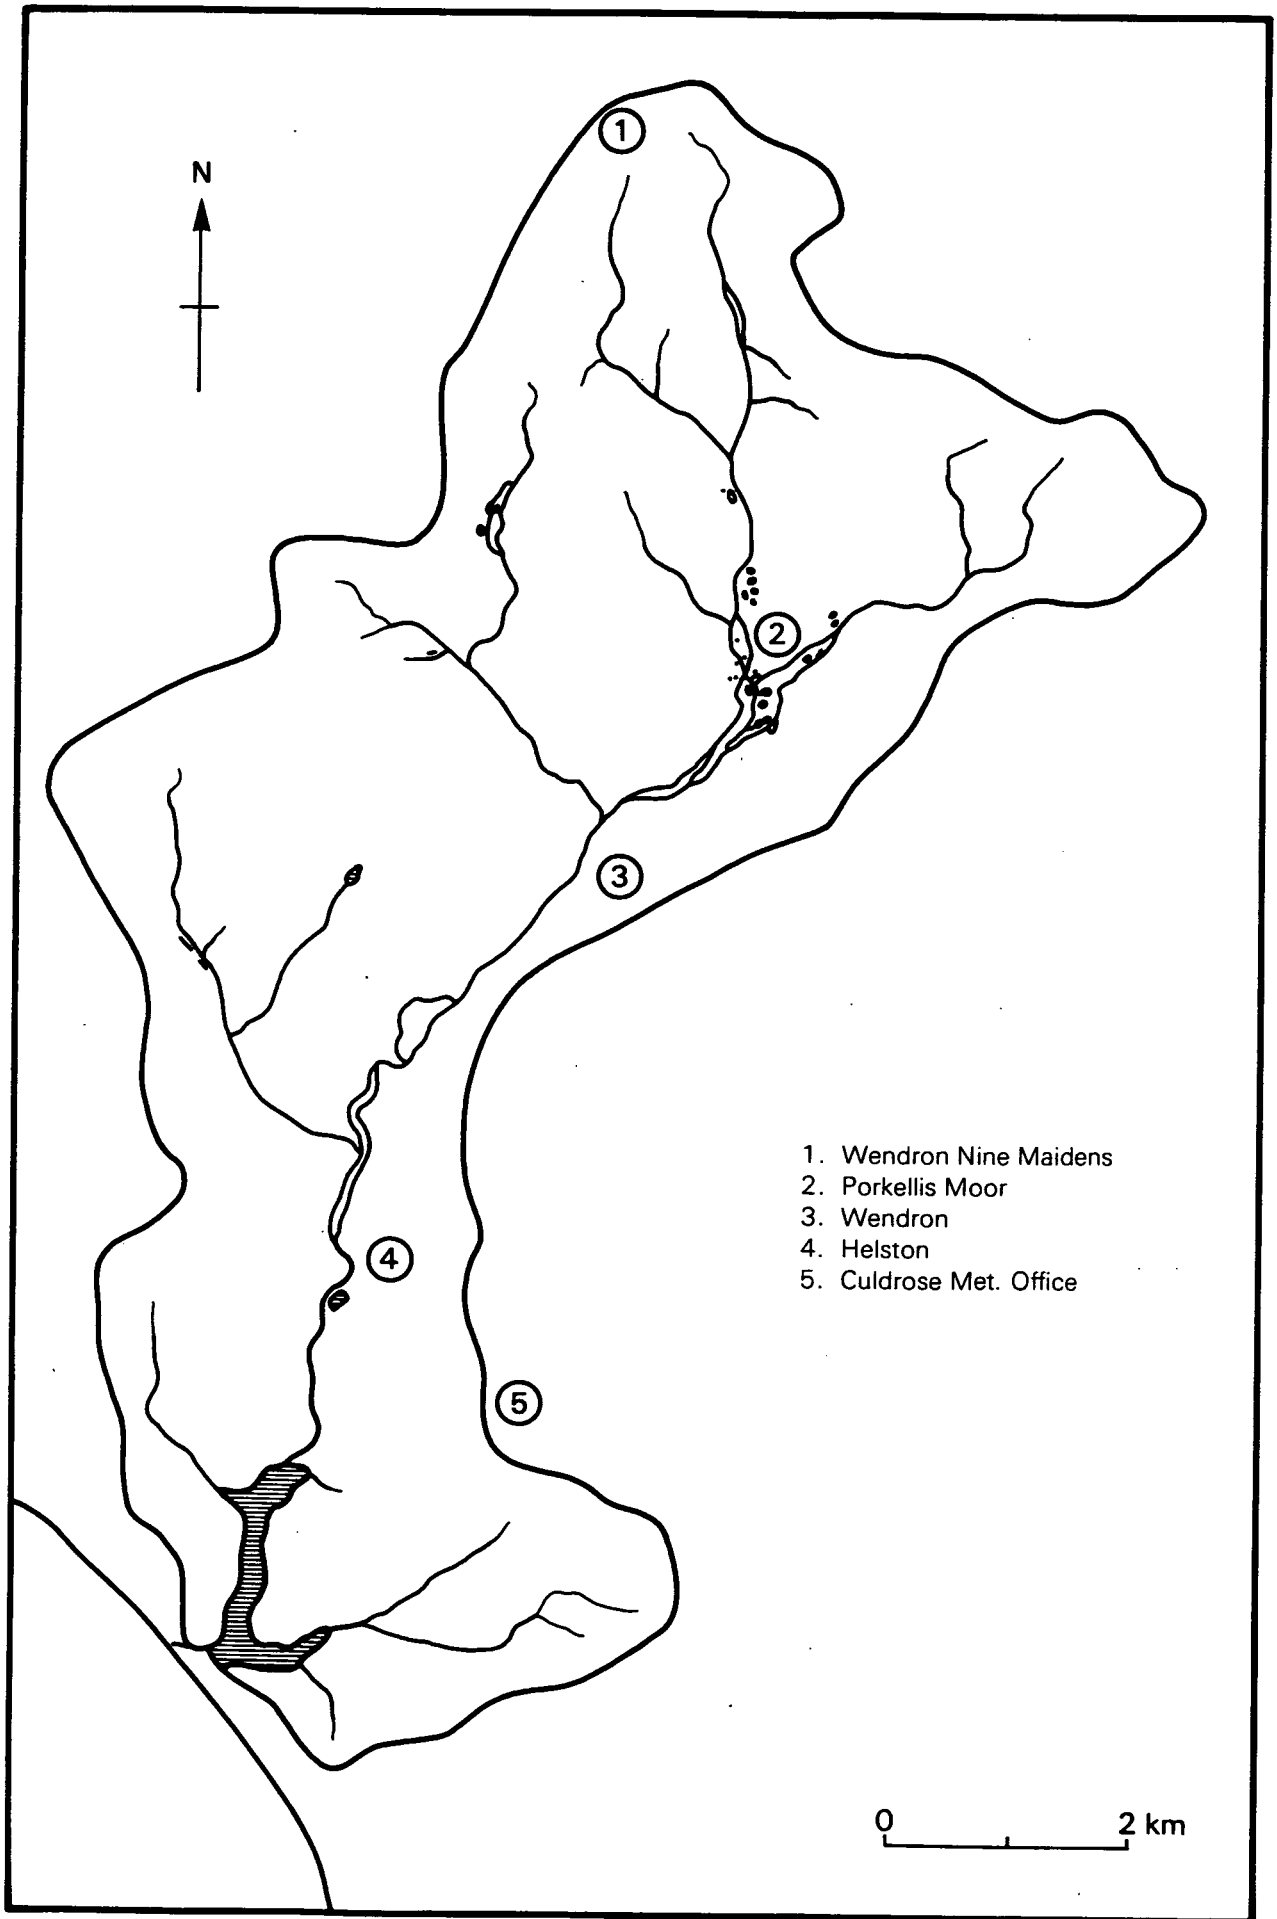 N
1
2
3
1. Wendron Nine Maidens
2. Porkellis Moor
3. Wendron
4. Helston
5. Culdrose Met. Office
4
5
0 2 km